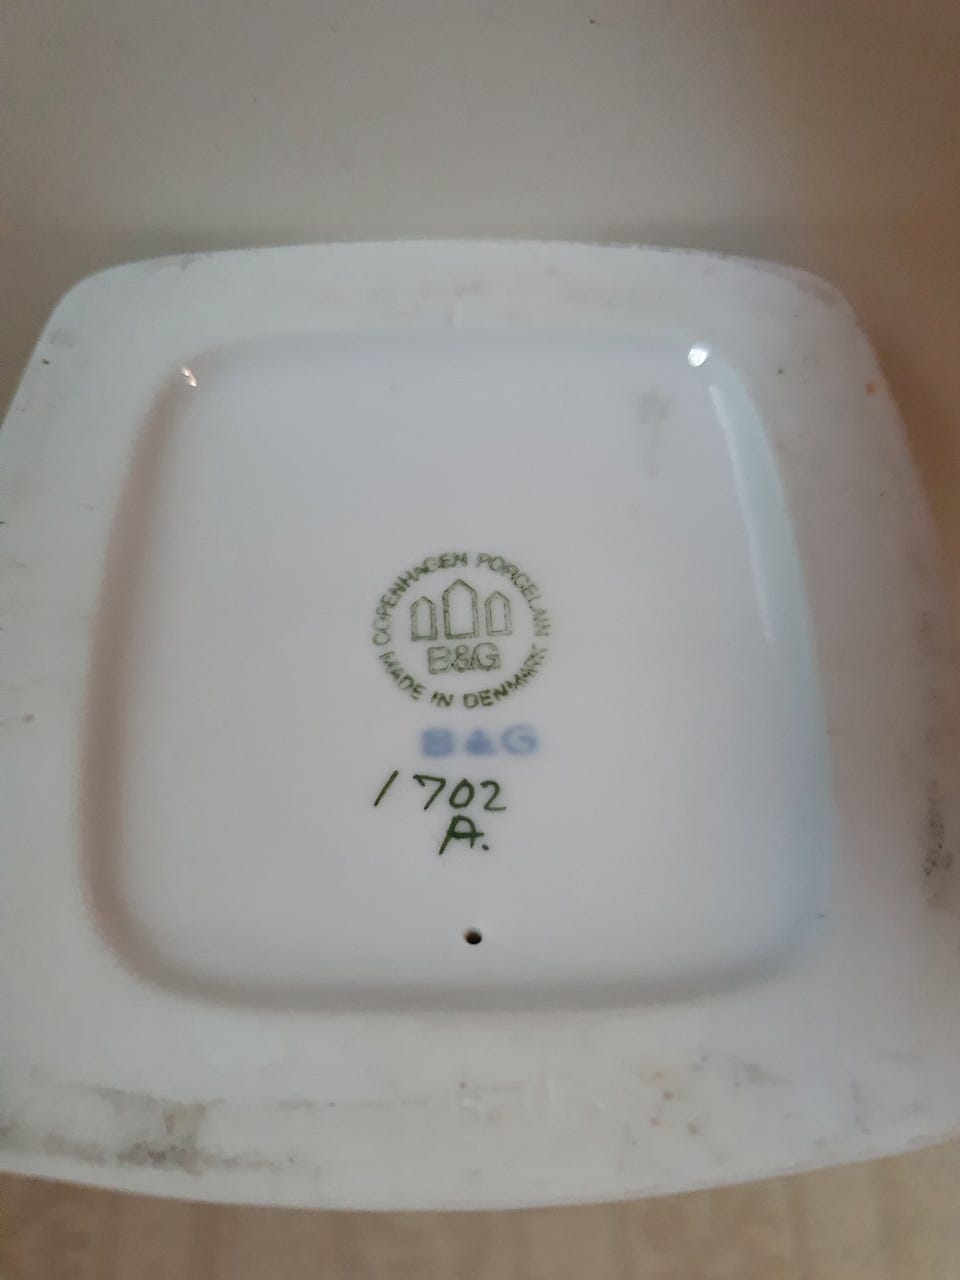 COPENHAGEN PORCELAIN
B&G
MADE IN DENMARK
B&G
1702
A.